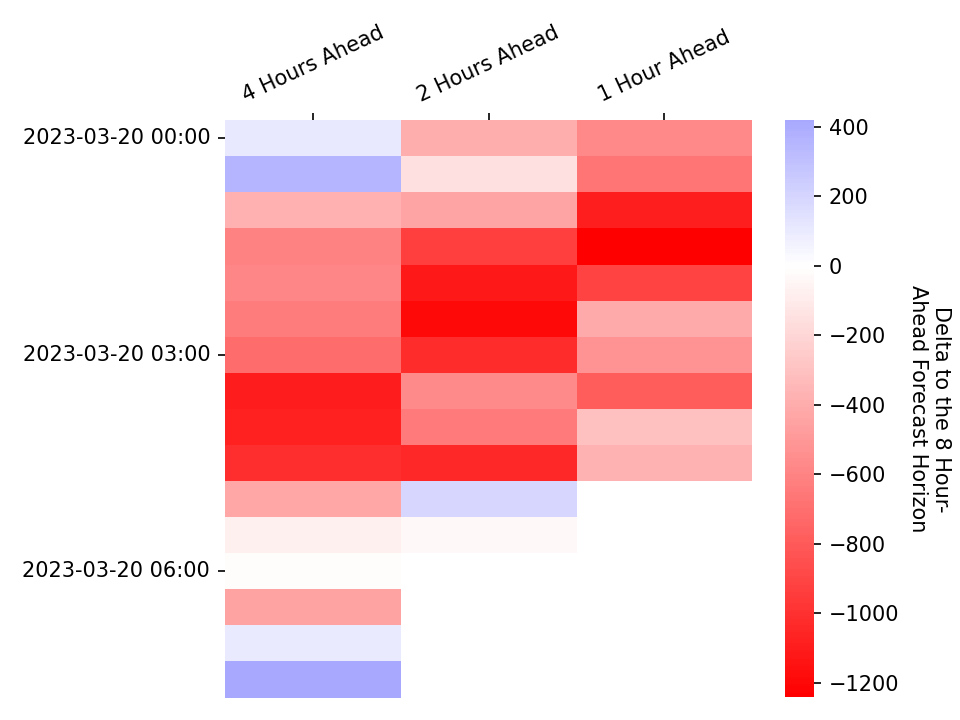 4 Hours Ahead
2 Hours Ahead
1 Hour Ahead
2023-03-20 00:00
2023-03-20 03:00
2023-03-20 06:00
400
200
0
−200
−400
−600
−800
−1000
−1200
Delta to the 8 Hour-
Ahead Forecast Horizon